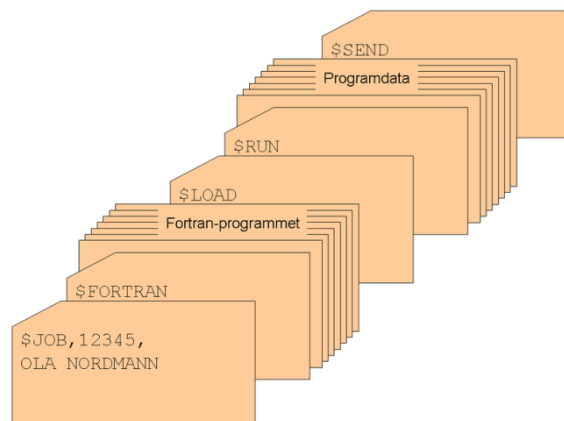 $SEND
Programdata
$RUN
$LOAD
Fortran-programmet
$FORTRAN
$JOB,12345,
OLA NORDMANN